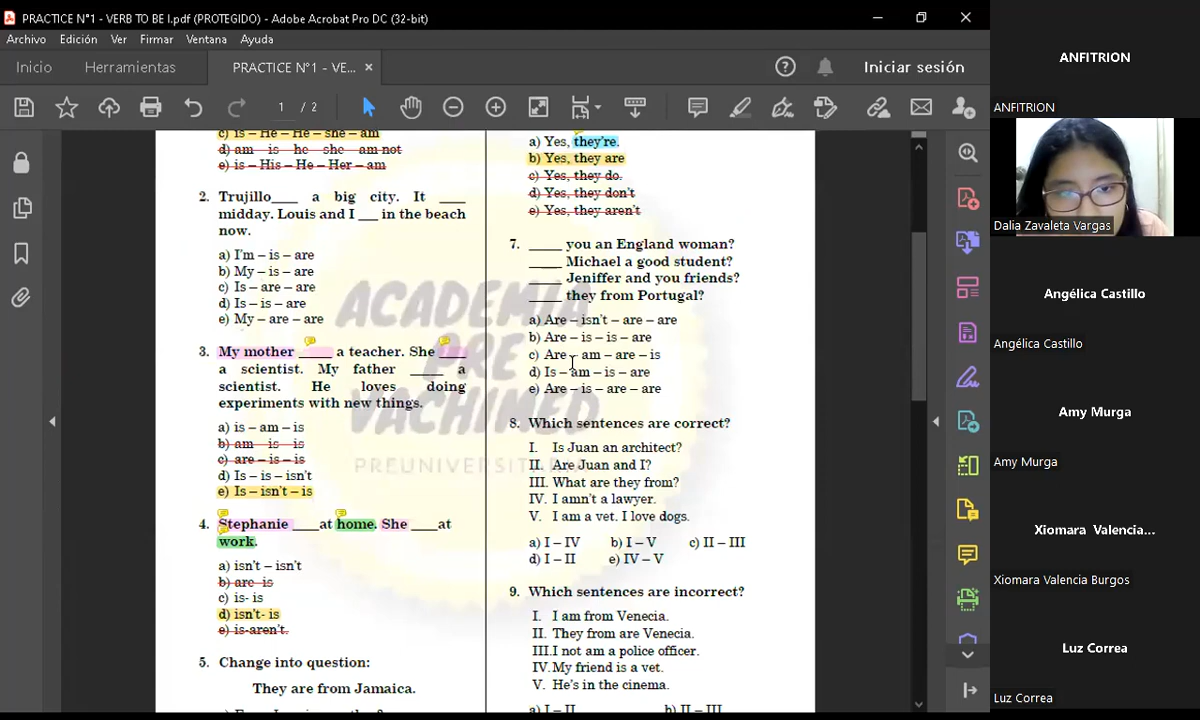 PRACTICE N°1 - VERB TO BE I.pdf (PROTEGIDO) - Adobe Acrobat Pro DC (32-bit)
Archivo Edición Ver Firmar Ventana Ayuda
Inicio Herramientas PRACTICE N°1 - VE... × Iniciar sesión
1 / 2
c) is – He – He – she – am
d) am – is – he – she – am not
e) is – His – He – Her – am
2. Trujillo____ a big city. It ____
midday. Louis and I ___ in the beach
now.
a) I'm – is – are
b) My – is – are
c) Is – are – are
d) Is – is – are
e) My – are – are
3. My mother _____ a teacher. She ____
a scientist. My father _____ a
scientist. He loves doing
experiments with new things.
a) is – am – is
b) am – is – is
c) are – is – is
d) Is – is – isn't
e) Is – isn't – is
4. Stephanie ____at home. She ____at
work.
a) isn't – isn't
b) are- is
c) is- is
d) isn't- is
e) is-aren't.
5. Change into question:
They are from Jamaica.
a) Yes, they're.
b) Yes, they are
c) Yes, they do.
d) Yes, they don't
e) Yes, they aren't
7. _____ you an England woman?
_____ Michael a good student?
_____ Jeniffer and you friends?
_____ they from Portugal?
a) Are – isn't – are – are
b) Are – is – is – are
c) Are – am – are – is
d) Is – am – is – are
e) Are – is – are – are
8. Which sentences are correct?
I. Is Juan an architect?
II. Are Juan and I?
III. What are they from?
IV. I amn't a lawyer.
V. I am a vet. I love dogs.
a) I – IV b) I – V c) II – III
d) I – II e) IV – V
9. Which sentences are incorrect?
I. I am from Venecia.
II. They from are Venecia.
III.I not am a police officer.
IV. My friend is a vet.
V. He's in the cinema.
a) I – II b) II – III
ACADEMIA
PRE
VACHIMED
PREUNIVERSIT
ANFITRION
ANFITRION
Dalia Zavaleta Vargas
Angélica Castillo
Angélica Castillo
Amy Murga
Amy Murga
Xiomara Valencia...
Xiomara Valencia Burgos
Luz Correa
Luz Correa